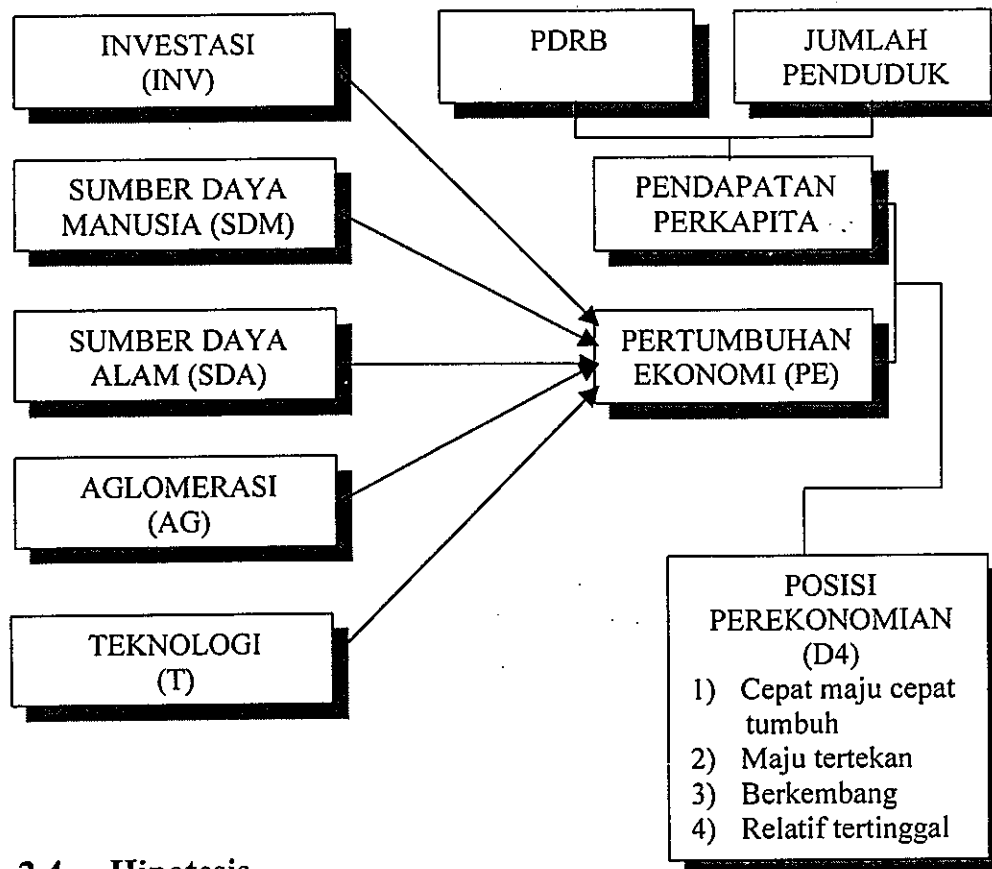 INVESTASI
(INV)
SUMBER DAYA
MANUSIA (SDM)
SUMBER DAYA
ALAM (SDA)
AGLOMERASI
(AG)
TEKNOLOGI
(T)
PDRB
JUMLAH
PENDUDUK
PENDAPATAN
PERKAPITA
PERTUMBUHAN
EKONOMI (PE)
POSISI
PEREKONOMIAN
(D4)
1) Cepat maju cepat
tumbuh
2) Maju tertekan
3) Berkembang
4) Relatif tertinggal
Hipotesis